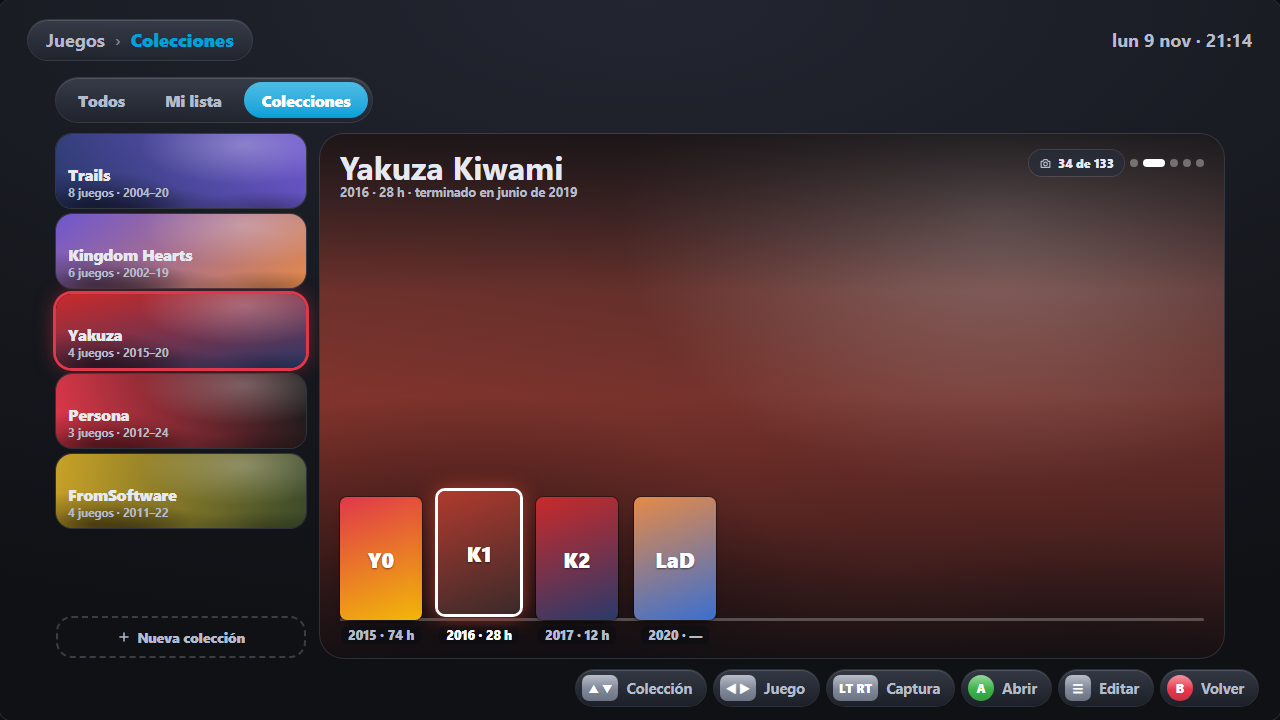 Juegos › Colecciones
lun 9 nov · 21:14
Todos
Mi lista
Colecciones
Trails
8 juegos · 2004–20
Kingdom Hearts
6 juegos · 2002–19
Yakuza
4 juegos · 2015–20
Persona
3 juegos · 2012–24
FromSoftware
4 juegos · 2011–22
+ Nueva colección
Yakuza Kiwami
2016 · 28 h · terminado en junio de 2019
34 de 133
Y0
K1
K2
LaD
2015 · 74 h
2016 · 28 h
2017 · 12 h
2020 · —
Colección
Juego
LT RT Captura
A Abrir
Editar
B Volver